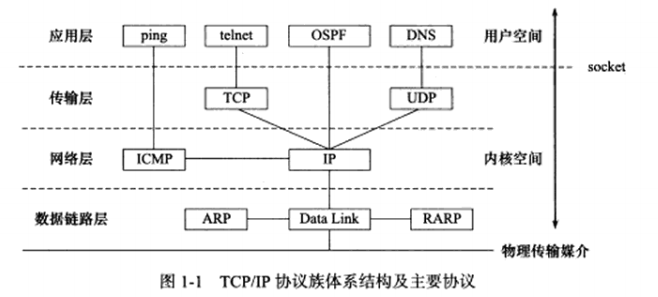 应用层 ping telnet OSPF DNS 用户空间
socket
传输层 TCP UDP
网络层 ICMP IP 内核空间
数据链路层 ARP Data Link RARP
物理传输媒介
图 1-1 TCP/IP 协议族体系结构及主要协议